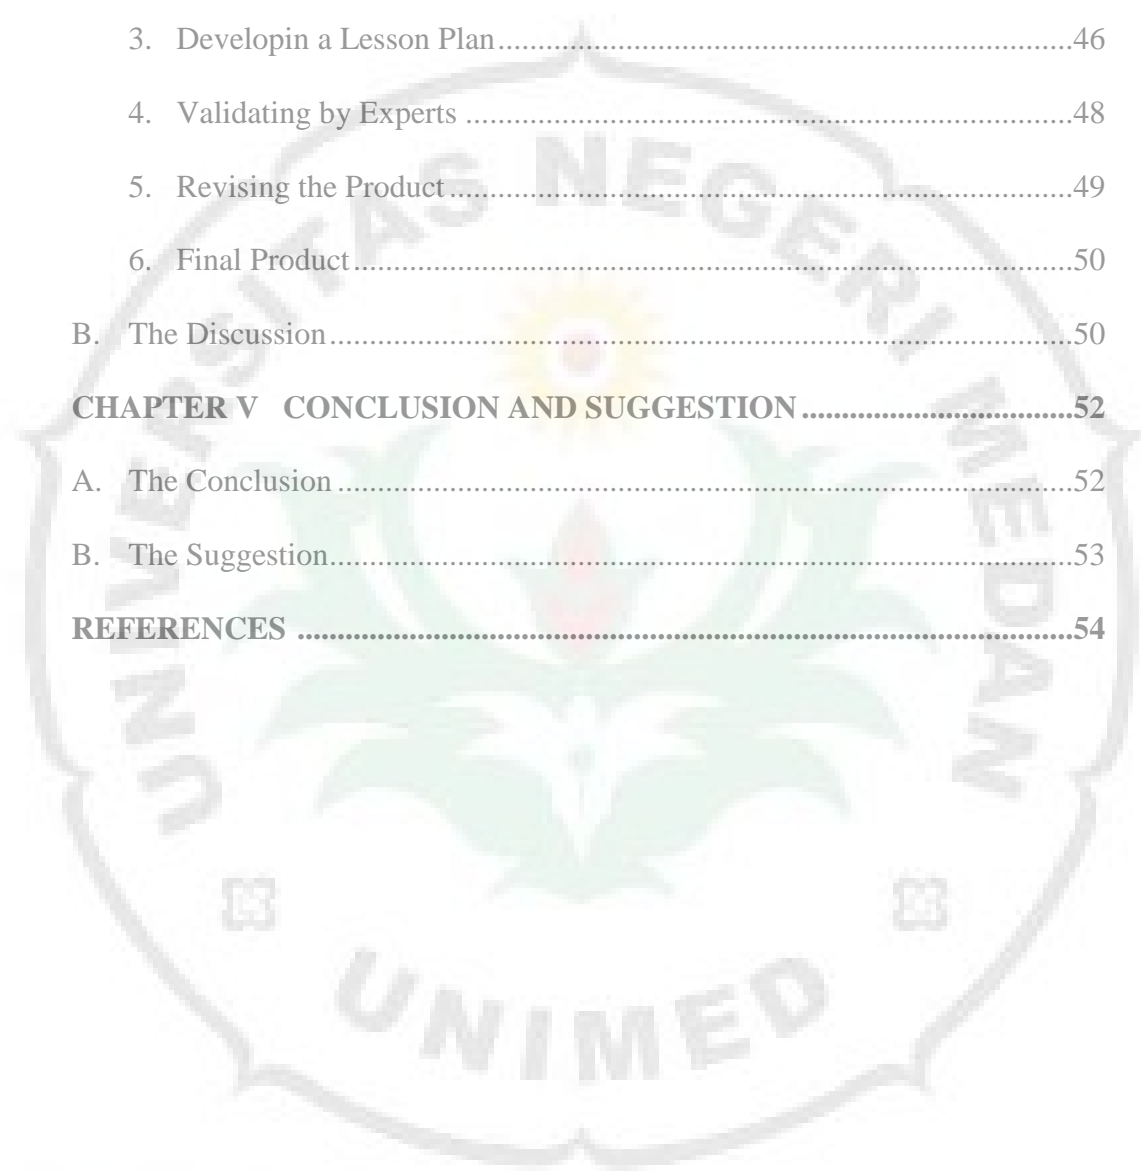 3. Developin a Lesson Plan........................................................................46
4. Validating by Experts ............................................................................48
5. Revising the Product..............................................................................49
6. Final Product..........................................................................................50
B. The Discussion.............................................................................................50
CHAPTER V CONCLUSION AND SUGGESTION..................................52
A. The Conclusion ............................................................................................52
B. The Suggestion.............................................................................................53
REFERENCES .................................................................................................54
UNIVERSITAS NEGERI MEDAN
UNIMED